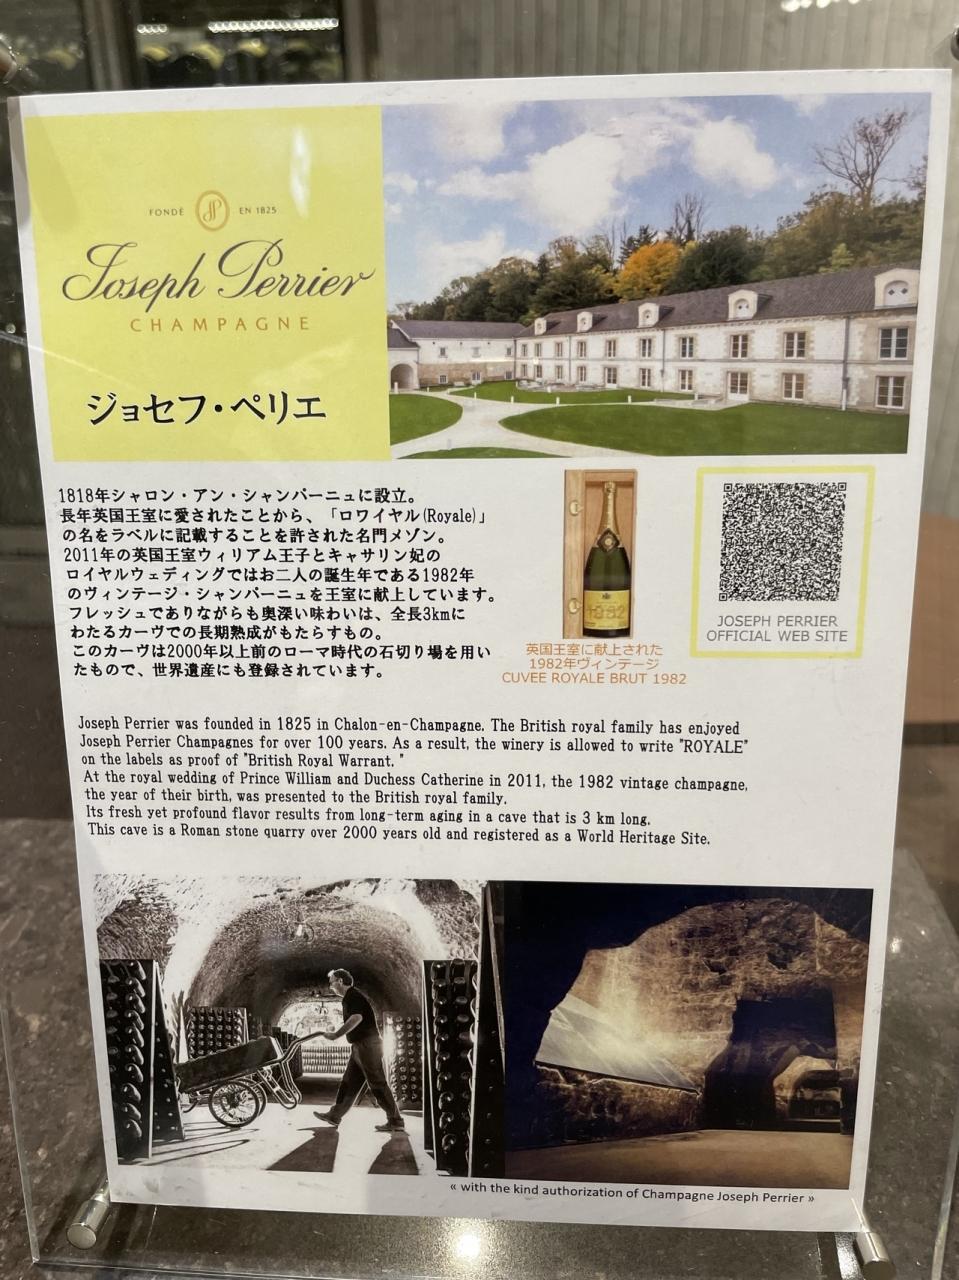 FONDÉ EN 1825
Joseph Perrier
CHAMPAGNE
ジョセフ・ペリエ
1818年シャロン・アン・シャンパーニュに設立。
長年英国王室に愛されたことから、「ロワイヤル(Royale)」
の名をラベルに記載することを許された名門メゾン。
2011年の英国王室ウィリアム王子とキャサリン妃の
ロイヤルウェディングではお二人の誕生年である1982年
のヴィンテージ・シャンパーニュを王室に献上しています。
フレッシュでありながらも奥深い味わいは、全長3kmに
わたるカーヴでの長期熟成がもたらすもの。
このカーヴは2000年以上前のローマ時代の石切り場を用い
たもので、世界遺産にも登録されています。
1982
英国王室に献上された
1982年ヴィンテージ
CUVEE ROYALE BRUT 1982
JOSEPH PERRIER
OFFICIAL WEB SITE
Joseph Perrier was founded in 1825 in Chalon-en-Champagne. The British royal family has enjoyed
Joseph Perrier Champagnes for over 100 years. As a result, the winery is allowed to write "ROYALE"
on the labels as proof of "British Royal Warrant. "
At the royal wedding of Prince William and Duchess Catherine in 2011, the 1982 vintage champagne,
the year of their birth, was presented to the British royal family.
Its fresh yet profound flavor results from long-term aging in a cave that is 3 km long.
This cave is a Roman stone quarry over 2000 years old and registered as a World Heritage Site.
« with the kind authorization of Champagne Joseph Perrier »